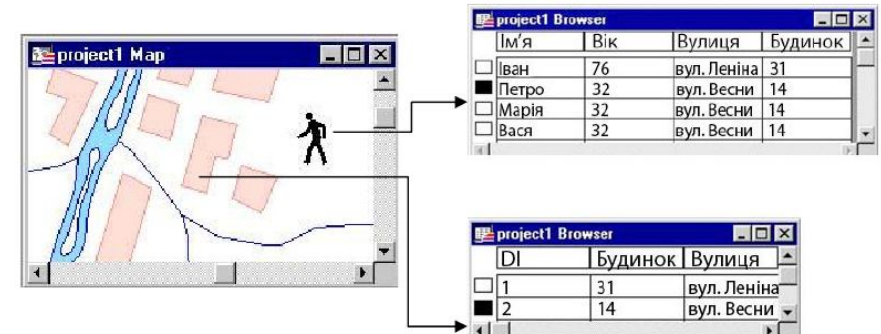 project1 Map
project1 Browser
Ім'я Вік Вулиця Будинок
Іван 76 вул. Леніна 31
Петро 32 вул. Весни 14
Марія 32 вул. Весни 14
Вася 32 вул. Весни 14
project1 Browser
DI Будинок Вулиця
1 31 вул. Леніна
2 14 вул. Весни